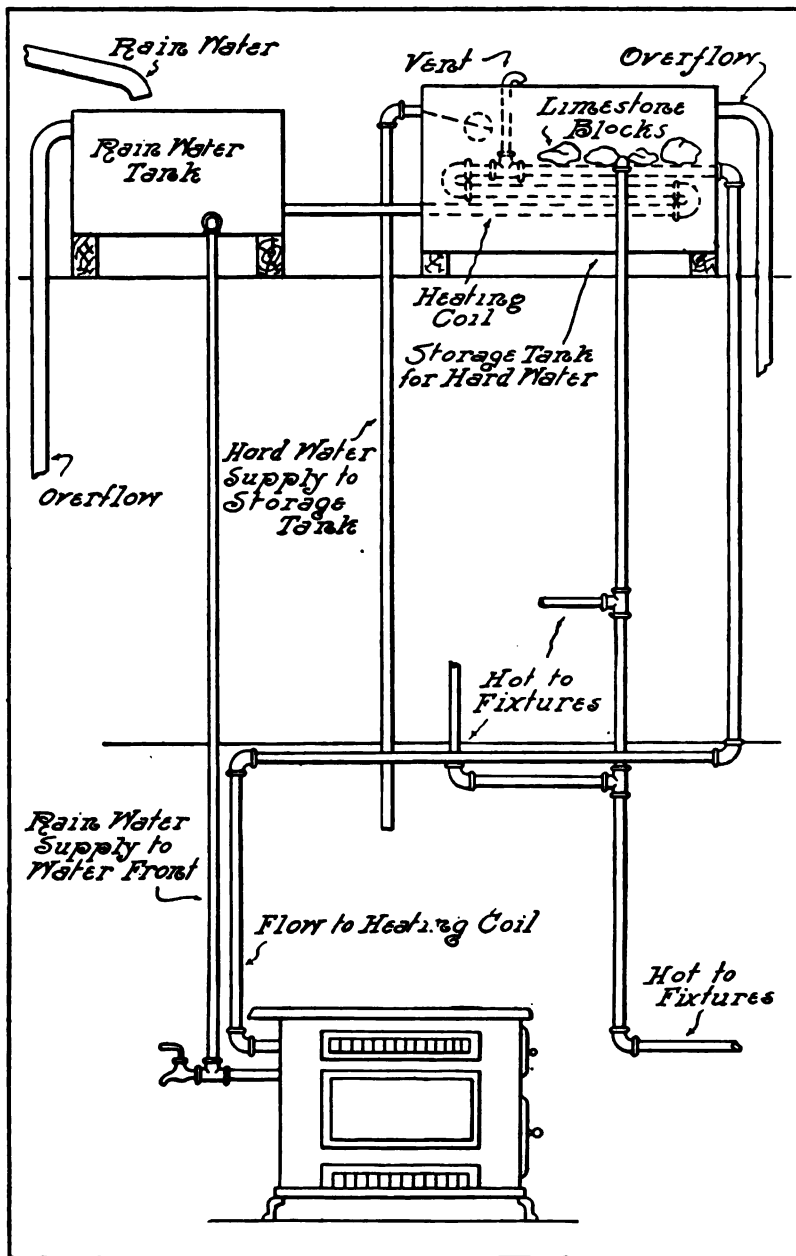 Rain Water
Vent
Overflow
Limestone
Blocks
Rain Water
Tank
Heating
Coil
Storage Tank
for Hard Water
Hard Water
Supply to
Storage
Tank
Overflow
Hot to
Fixtures
Rain Water
Supply to
Water Front
Flow to Heating Coil
Hot to
Fixtures